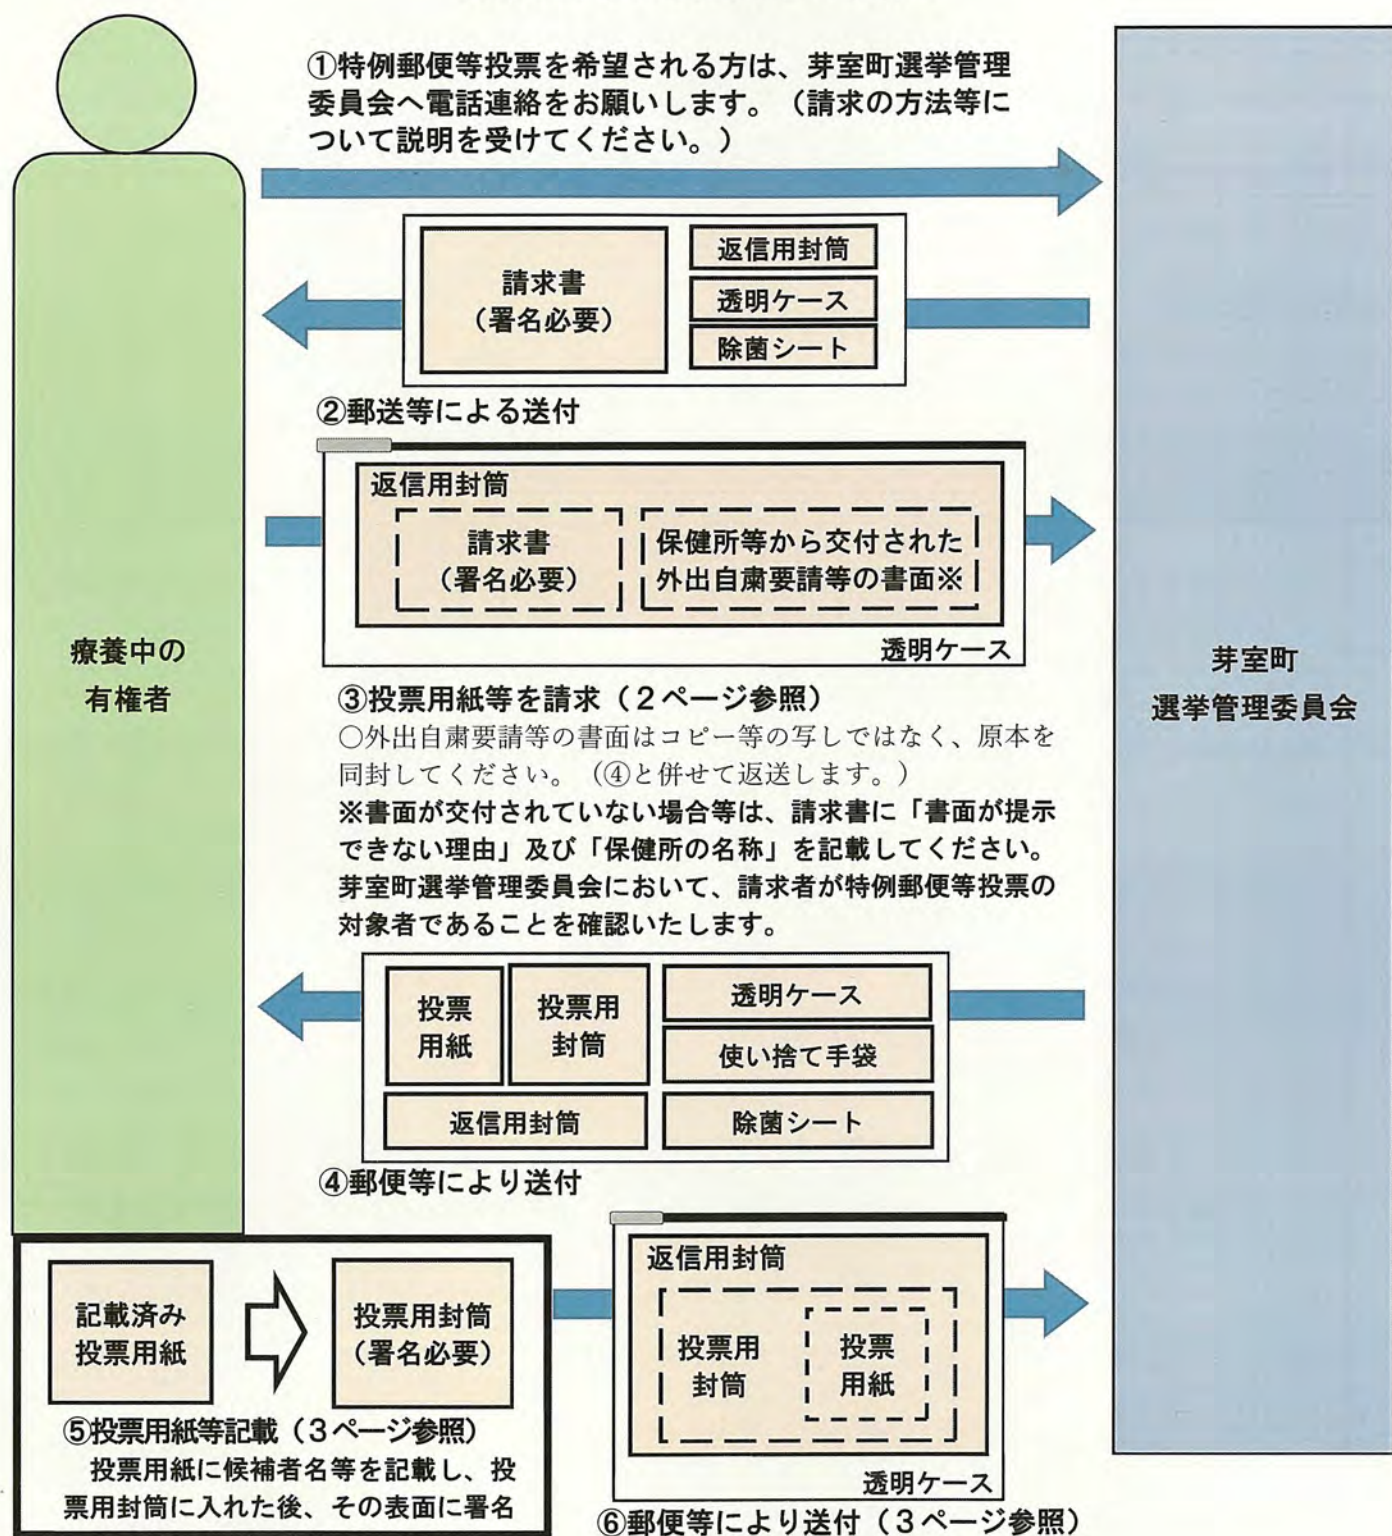 ①特例郵便等投票を希望される方は、芽室町選挙管理
委員会へ電話連絡をお願いします。（請求の方法等に
ついて説明を受けてください。）
請求書
（署名必要）
返信用封筒
透明ケース
除菌シート
②郵送等による送付
返信用封筒
請求書
（署名必要）
保健所等から交付された
外出自粛要請等の書面※
透明ケース
療養中の
有権者
芽室町
選挙管理委員会
③投票用紙等を請求（２ページ参照）
○外出自粛要請等の書面はコピー等の写しではなく、原本を
同封してください。（④と併せて返送します。）
※書面が交付されていない場合等は、請求書に「書面が提示
できない理由」及び「保健所の名称」を記載してください。
芽室町選挙管理委員会において、請求者が特例郵便等投票の
対象者であることを確認いたします。
投票
用紙
投票用
封筒
返信用封筒
透明ケース
使い捨て手袋
除菌シート
④郵便等により送付
記載済み
投票用紙
投票用封筒
（署名必要）
⑤投票用紙等記載（３ページ参照）
投票用紙に候補者名等を記載し、投
票用封筒に入れた後、その表面に署名
返信用封筒
投票用
封筒
投票
用紙
透明ケース
⑥郵便等により送付（３ページ参照）